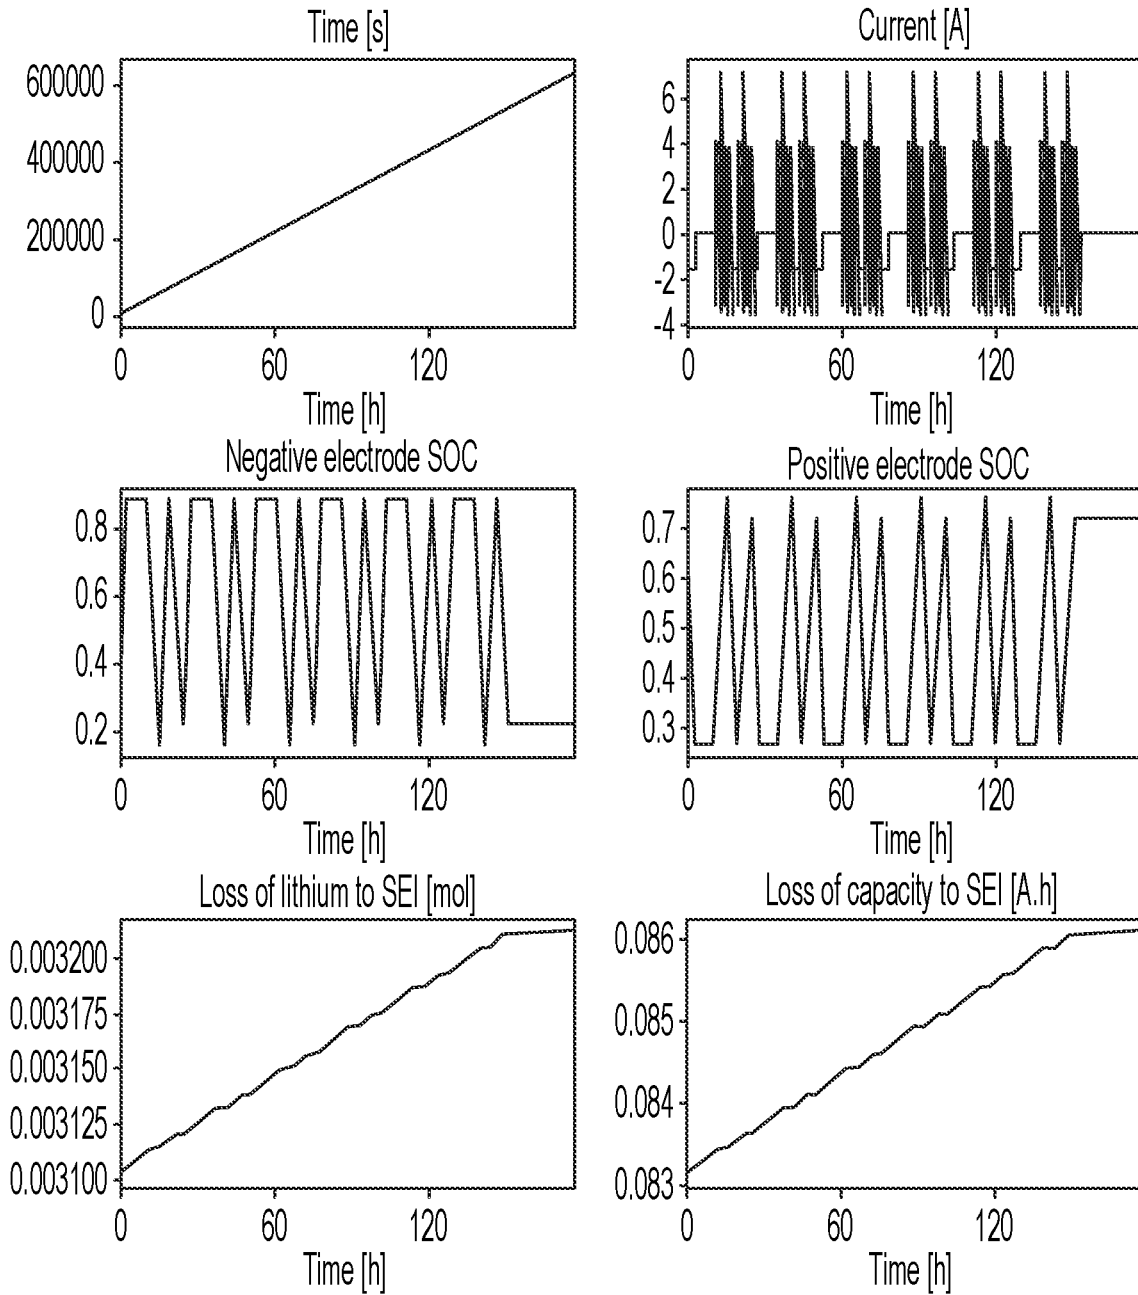 Time [s]
600000
400000
200000
0
0 60 120
Time [h]
Current [A]
6
4
2
0
-2
-4
0 60 120
Time [h]
Negative electrode SOC
0.8
0.6
0.4
0.2
0 60 120
Time [h]
Positive electrode SOC
0.7
0.6
0.5
0.4
0.3
0 60 120
Time [h]
Loss of lithium to SEI [mol]
0.003200
0.003175
0.003150
0.003125
0.003100
0 60 120
Time [h]
Loss of capacity to SEI [A.h]
0.086
0.085
0.084
0.083
0 60 120
Time [h]